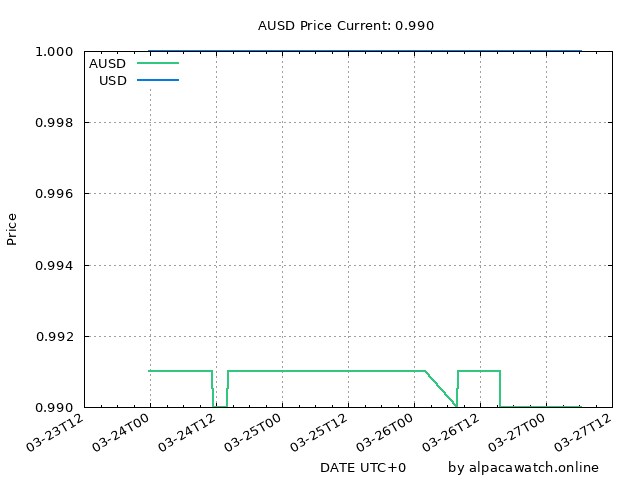 AUSD Price Current: 0.990
1.000
AUSD
USD
0.998
0.996
Price
0.994
0.992
0.990
03-23T12 03-24T00 03-24T12 03-25T00 03-25T12 03-26T00 03-26T12 03-27T00 03-27T12
DATE UTC+0 by alpacawatch.online